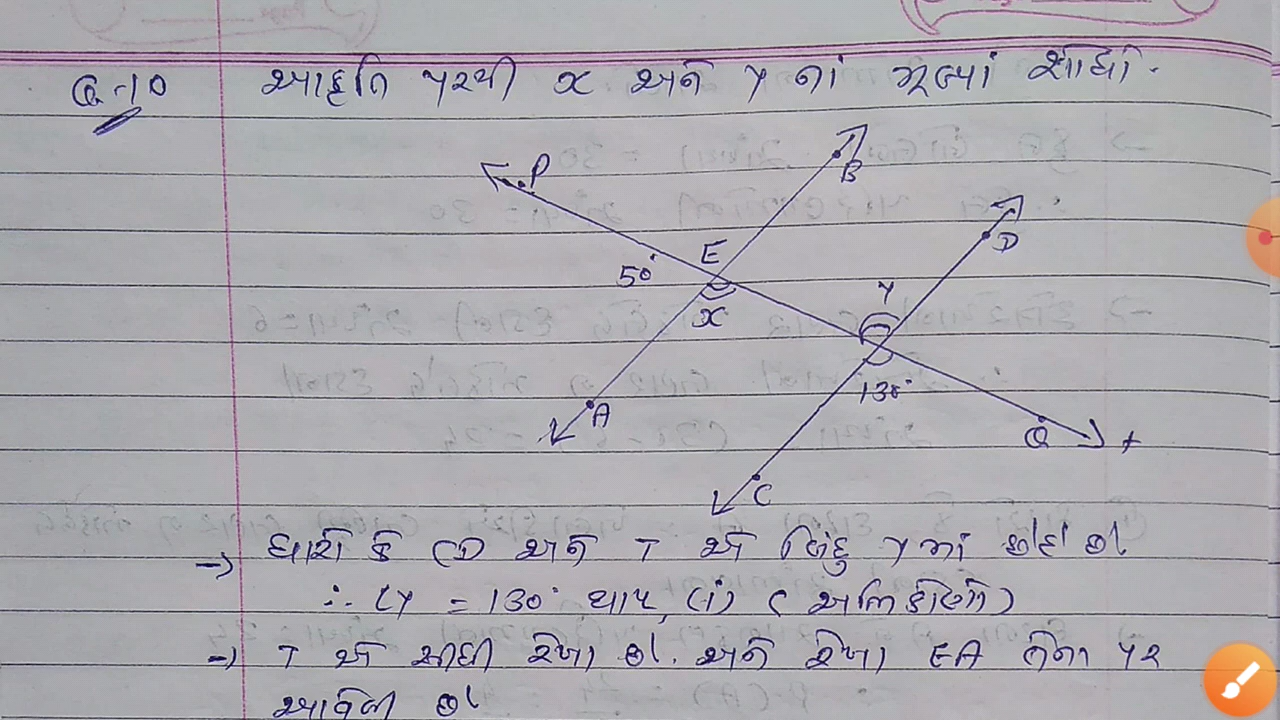 Q-10 આકૃતિ પરથી x અને y નાં મૂલ્યાં શોધો.
P
B
D
E
50°
x
y
A
130°
Q
t
C
→ ધારો કે CD અને T એ બિંદુ y માં છેદે છે
∴ ∠y = 130° થાય (i) ( અભિકોણો)
→ T એ સીધી રેખા છે. અને રેખા EA તેના પર
આવેલી છે